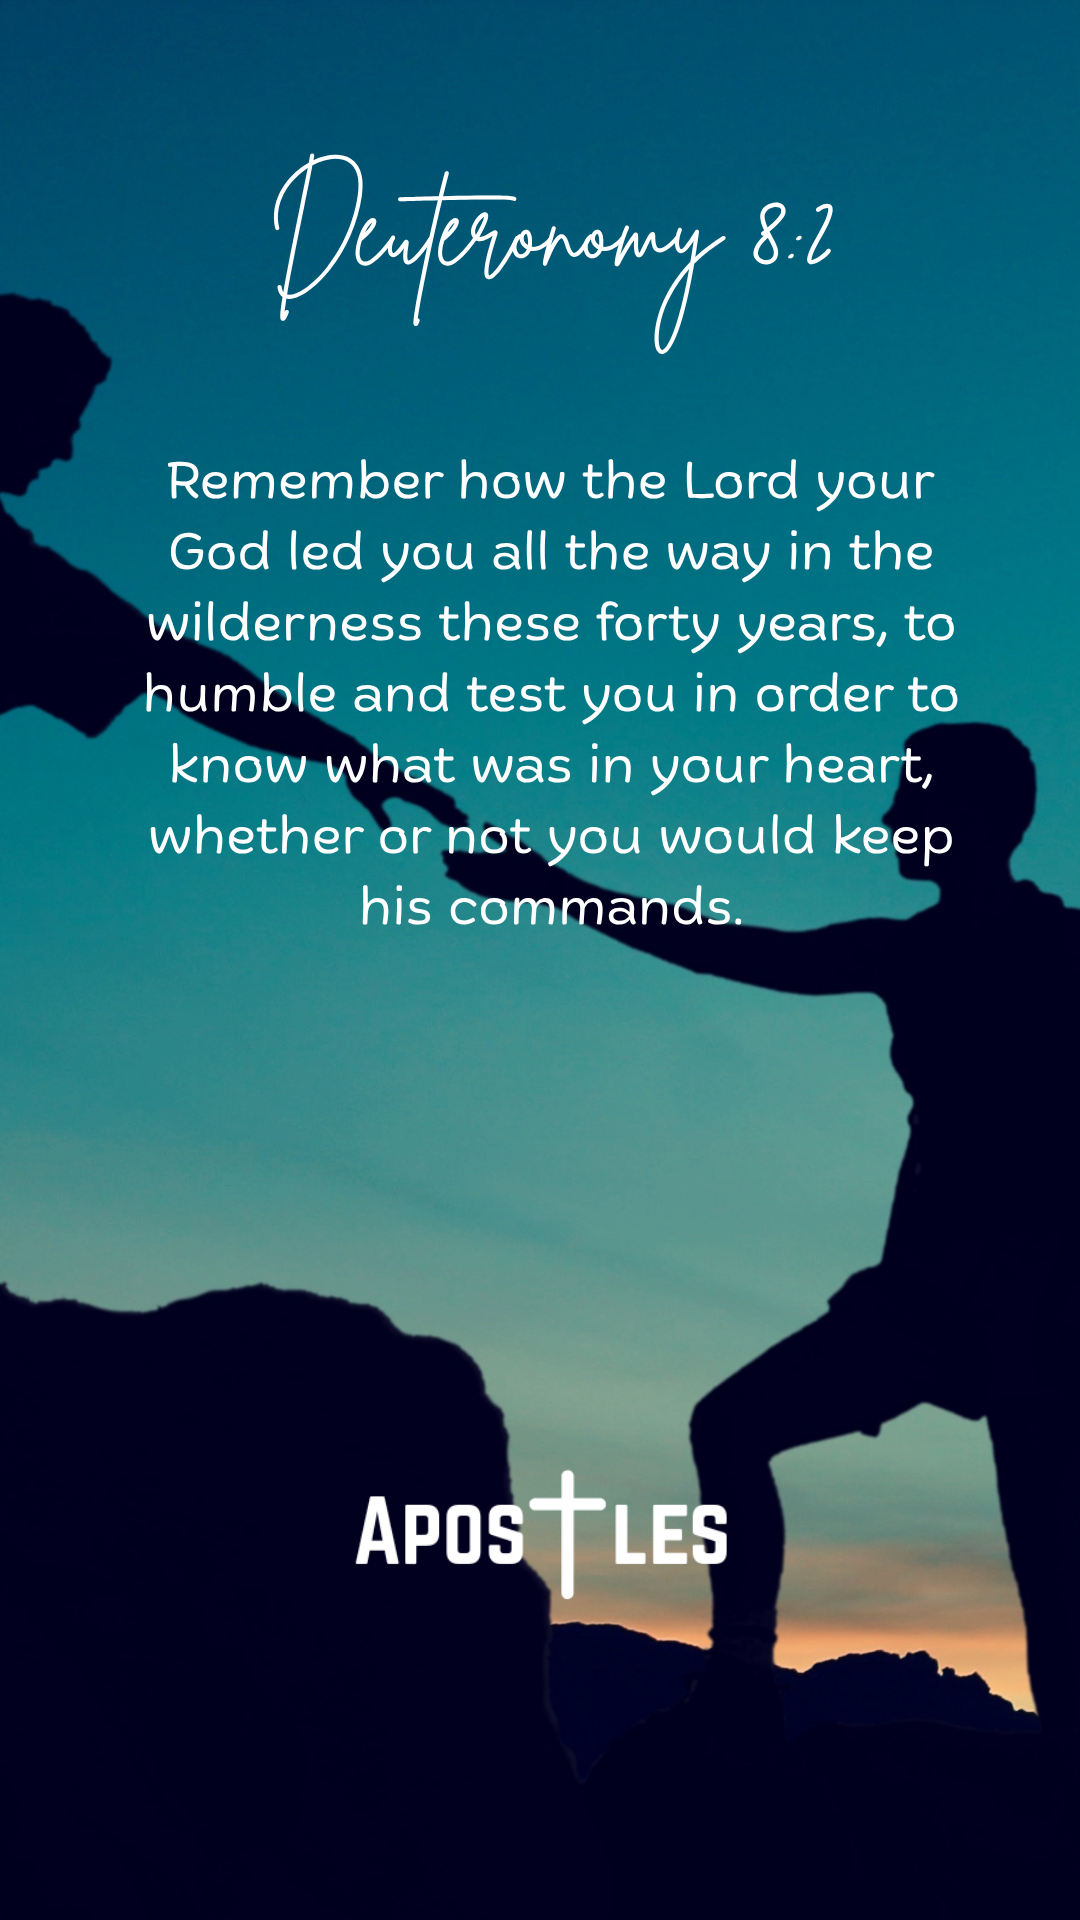 Deuteronomy 8:2
Remember how the Lord your
God led you all the way in the
wilderness these forty years, to
humble and test you in order to
know what was in your heart,
whether or not you would keep
his commands.
APOSTLES